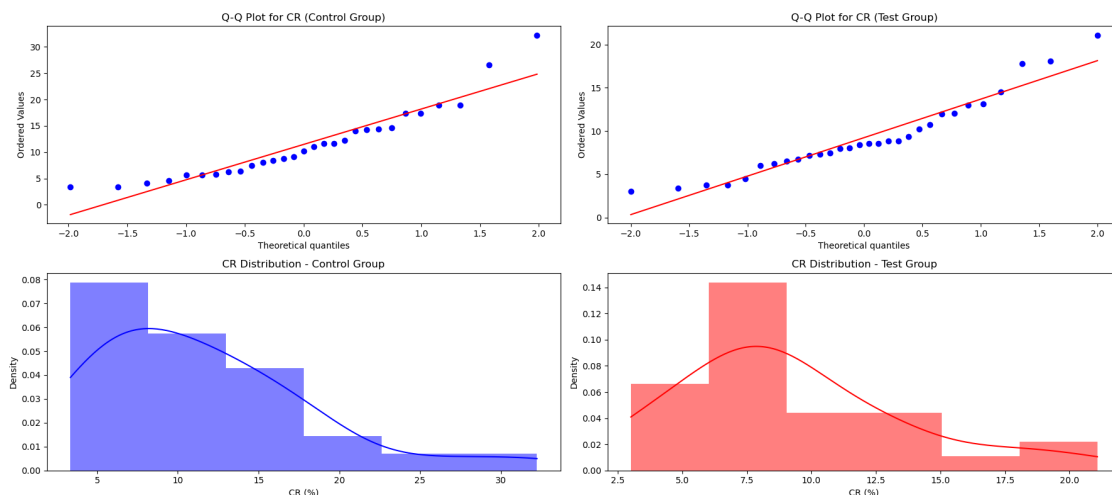 Q-Q Plot for CR (Control Group)
Ordered Values
30
25
20
15
10
5
0
−2.0 −1.5 −1.0 −0.5 0.0 0.5 1.0 1.5 2.0
Theoretical quantiles
Q-Q Plot for CR (Test Group)
Ordered Values
20
15
10
5
0
−2.0 −1.5 −1.0 −0.5 0.0 0.5 1.0 1.5 2.0
Theoretical quantiles
CR Distribution - Control Group
Density
0.08
0.07
0.06
0.05
0.04
0.03
0.02
0.01
0.00
5 10 15 20 25 30
CR (%)
CR Distribution - Test Group
Density
0.14
0.12
0.10
0.08
0.06
0.04
0.02
0.00
2.5 5.0 7.5 10.0 12.5 15.0 17.5 20.0
CR (%)